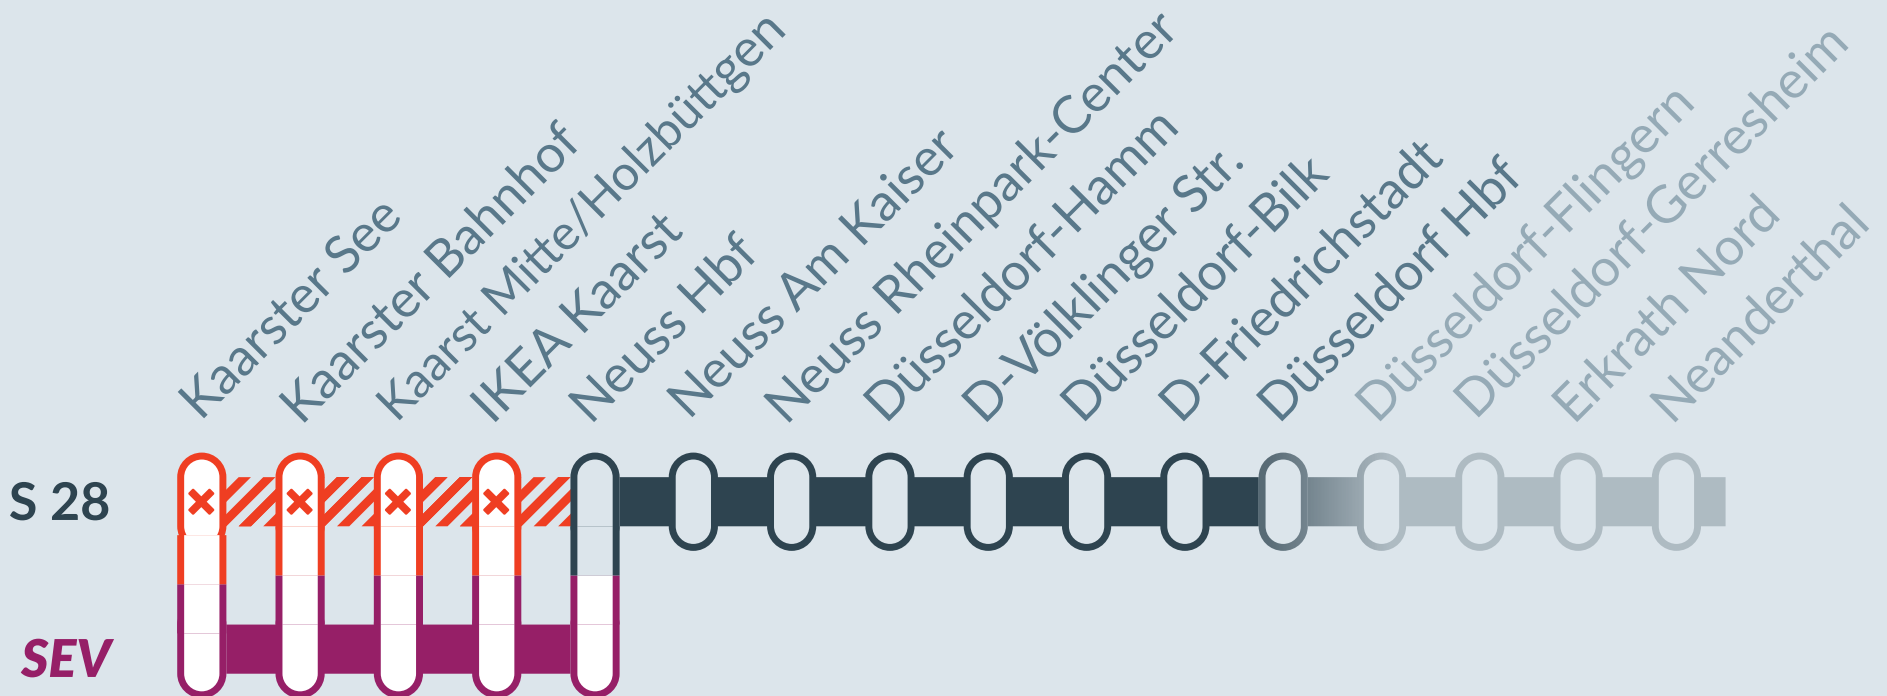 Kaarster See
Kaarster Bahnhof
Kaarst Mitte/Holzbüttgen
IKEA Kaarst
Neuss Hbf
Neuss Am Kaiser
Neuss Rheinpark-Center
Düsseldorf-Hamm
D-Völklinger Str.
Düsseldorf-Bilk
D-Friedrichstadt
Düsseldorf Hbf
Düsseldorf-Flingern
Düsseldorf-Gerresheim
Erkrath Nord
Neanderthal
S 28
SEV